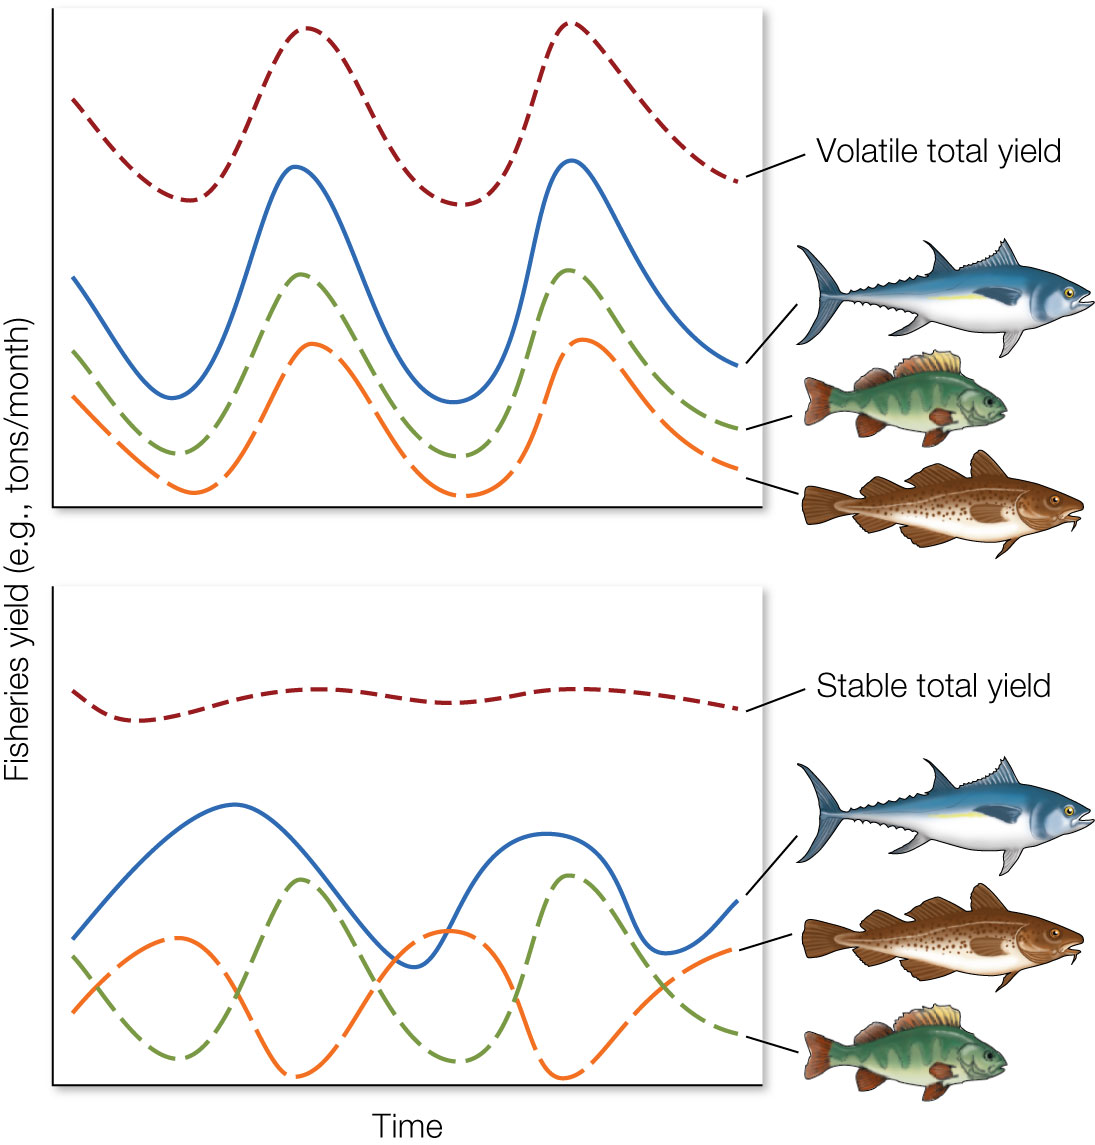 Volatile total yield
Fisheries yield (e.g., tons/month)
Stable total yield
Time